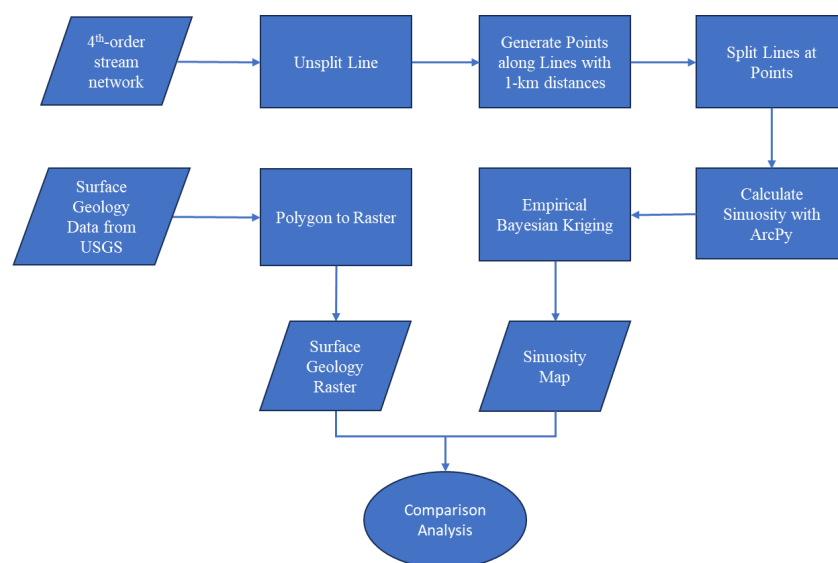 4th-order
stream
network
Unsplit Line
Generate Points
along Lines with
1-km distances
Split Lines at
Points
Surface
Geology
Data from
USGS
Polygon to Raster
Empirical
Bayesian Kriging
Calculate
Sinuosity with
ArcPy
Surface
Geology
Raster
Sinuosity
Map
Comparison
Analysis